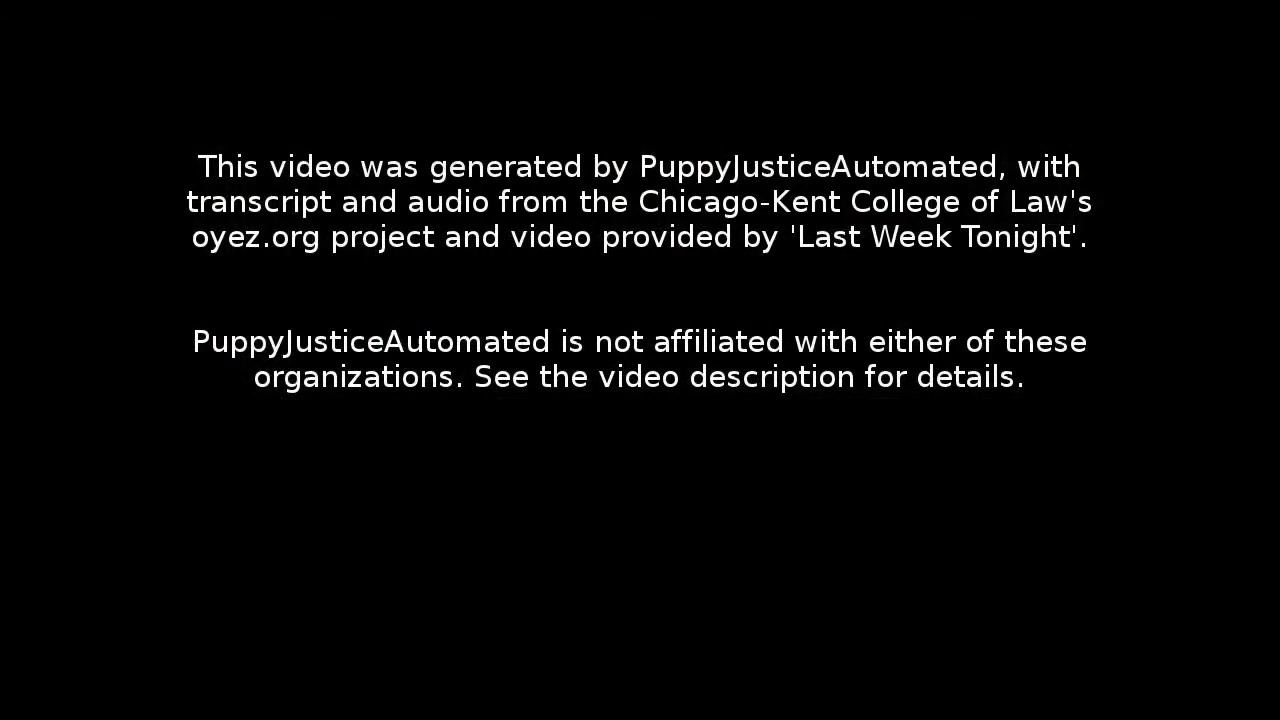 This video was generated by PuppyJusticeAutomated, with
transcript and audio from the Chicago-Kent College of Law's
oyez.org project and video provided by 'Last Week Tonight'.
PuppyJusticeAutomated is not affiliated with either of these
organizations. See the video description for details.